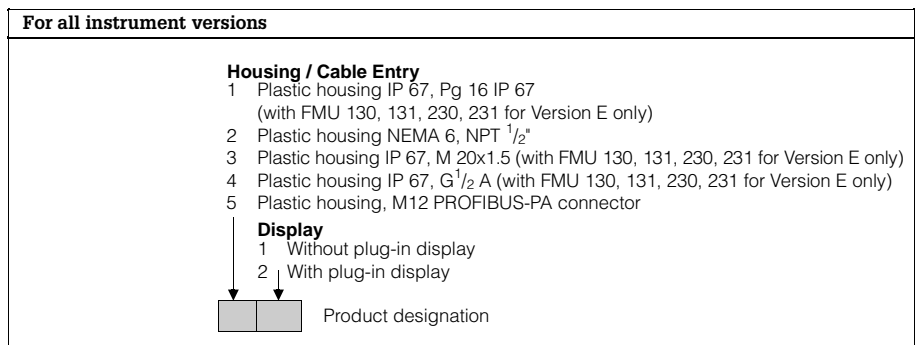 For all instrument versions
Housing / Cable Entry
1 Plastic housing IP 67, Pg 16 IP 67
(with FMU 130, 131, 230, 231 for Version E only)
2 Plastic housing NEMA 6, NPT 1/2"
3 Plastic housing IP 67, M 20x1.5 (with FMU 130, 131, 230, 231 for Version E only)
4 Plastic housing IP 67, G1/2 A (with FMU 130, 131, 230, 231 for Version E only)
5 Plastic housing, M12 PROFIBUS-PA connector
Display
1 Without plug-in display
2 With plug-in display
Product designation